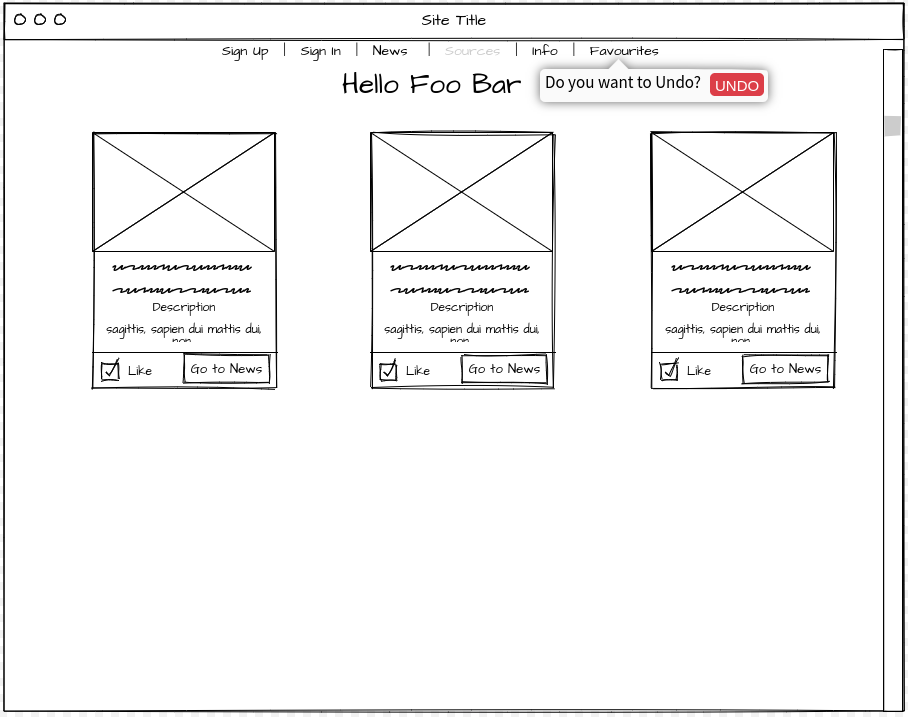 Site Title
Sign Up Sign In News Sources Info Favourites
Hello Foo Bar
Do you want to Undo? UNDO
Description Description Description
sagittis, sapien dui mattis dui, sagittis, sapien dui mattis dui, sagittis, sapien dui mattis dui,
non non non
Like Go to News Like Go to News Like Go to News